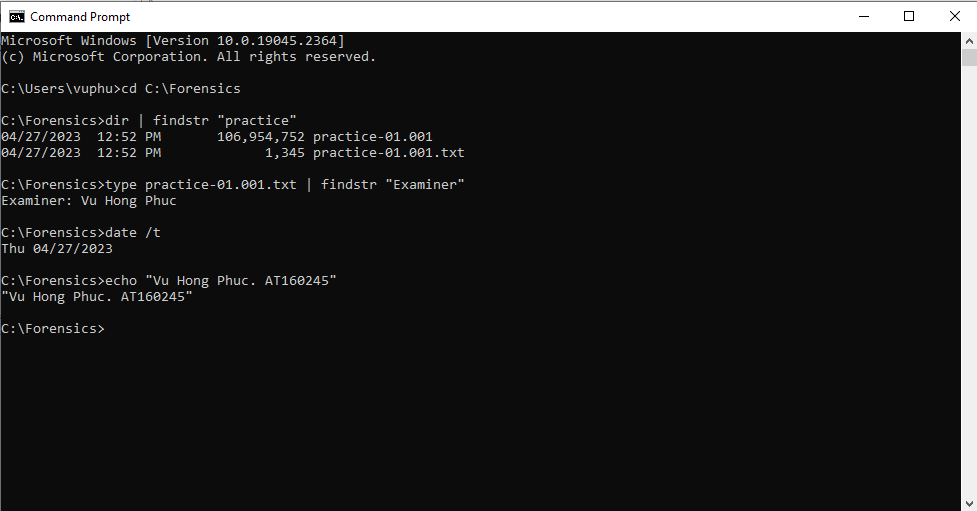 Command Prompt
Microsoft Windows [Version 10.0.19045.2364]
(c) Microsoft Corporation. All rights reserved.
C:\Users\vuphu>cd C:\Forensics
C:\Forensics>dir | findstr "practice"
04/27/2023  12:52 PM       106,954,752 practice-01.001
04/27/2023  12:52 PM             1,345 practice-01.001.txt
C:\Forensics>type practice-01.001.txt | findstr "Examiner"
Examiner: Vu Hong Phuc
C:\Forensics>date /t
Thu 04/27/2023
C:\Forensics>echo "Vu Hong Phuc. AT160245"
"Vu Hong Phuc. AT160245"
C:\Forensics>